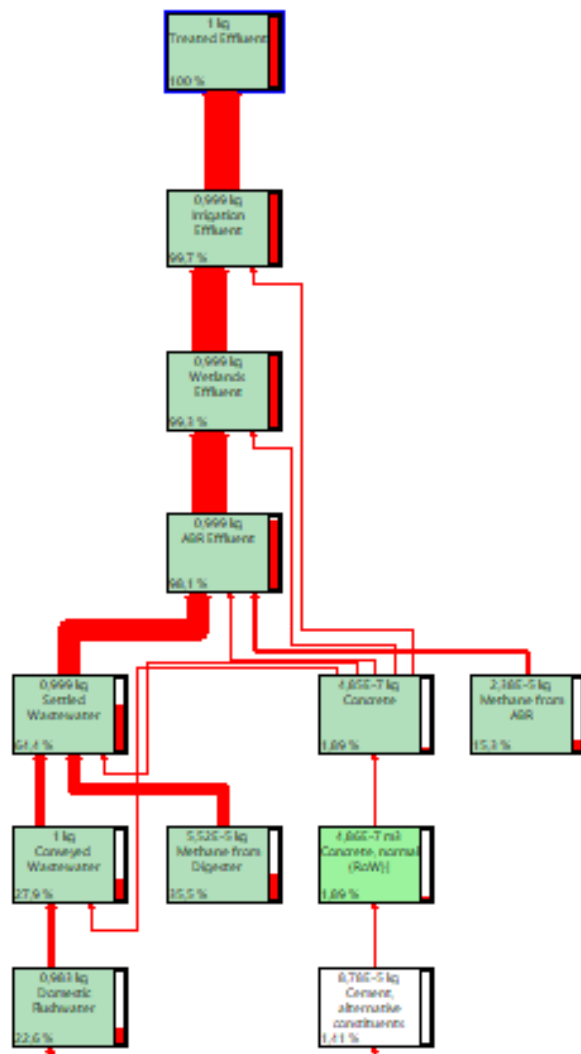 1 kg
Treated Effluent
100 %
0,999 kg
Irrigation
Effluent
99,7 %
0,999 kg
Wetlands
Effluent
99,3 %
0,999 kg
ABR Effluent
98,1 %
0,999 kg
Settled
Wastewater
64,4 %
4,85E-7 kg
Concrete
1,89 %
2,38E-5 kg
Methane from
ABR
15,3 %
1 kg
Conveyed
Wastewater
27,9 %
5,52E-5 kg
Methane from
Digester
35,5 %
4,86E-7 m3
Concrete, normal
(RoW)|
1,89 %
0,983 kg
Domestic
Flushwater
22,6 %
8,78E-5 kg
Cement,
alternative
constituents
1,41 %